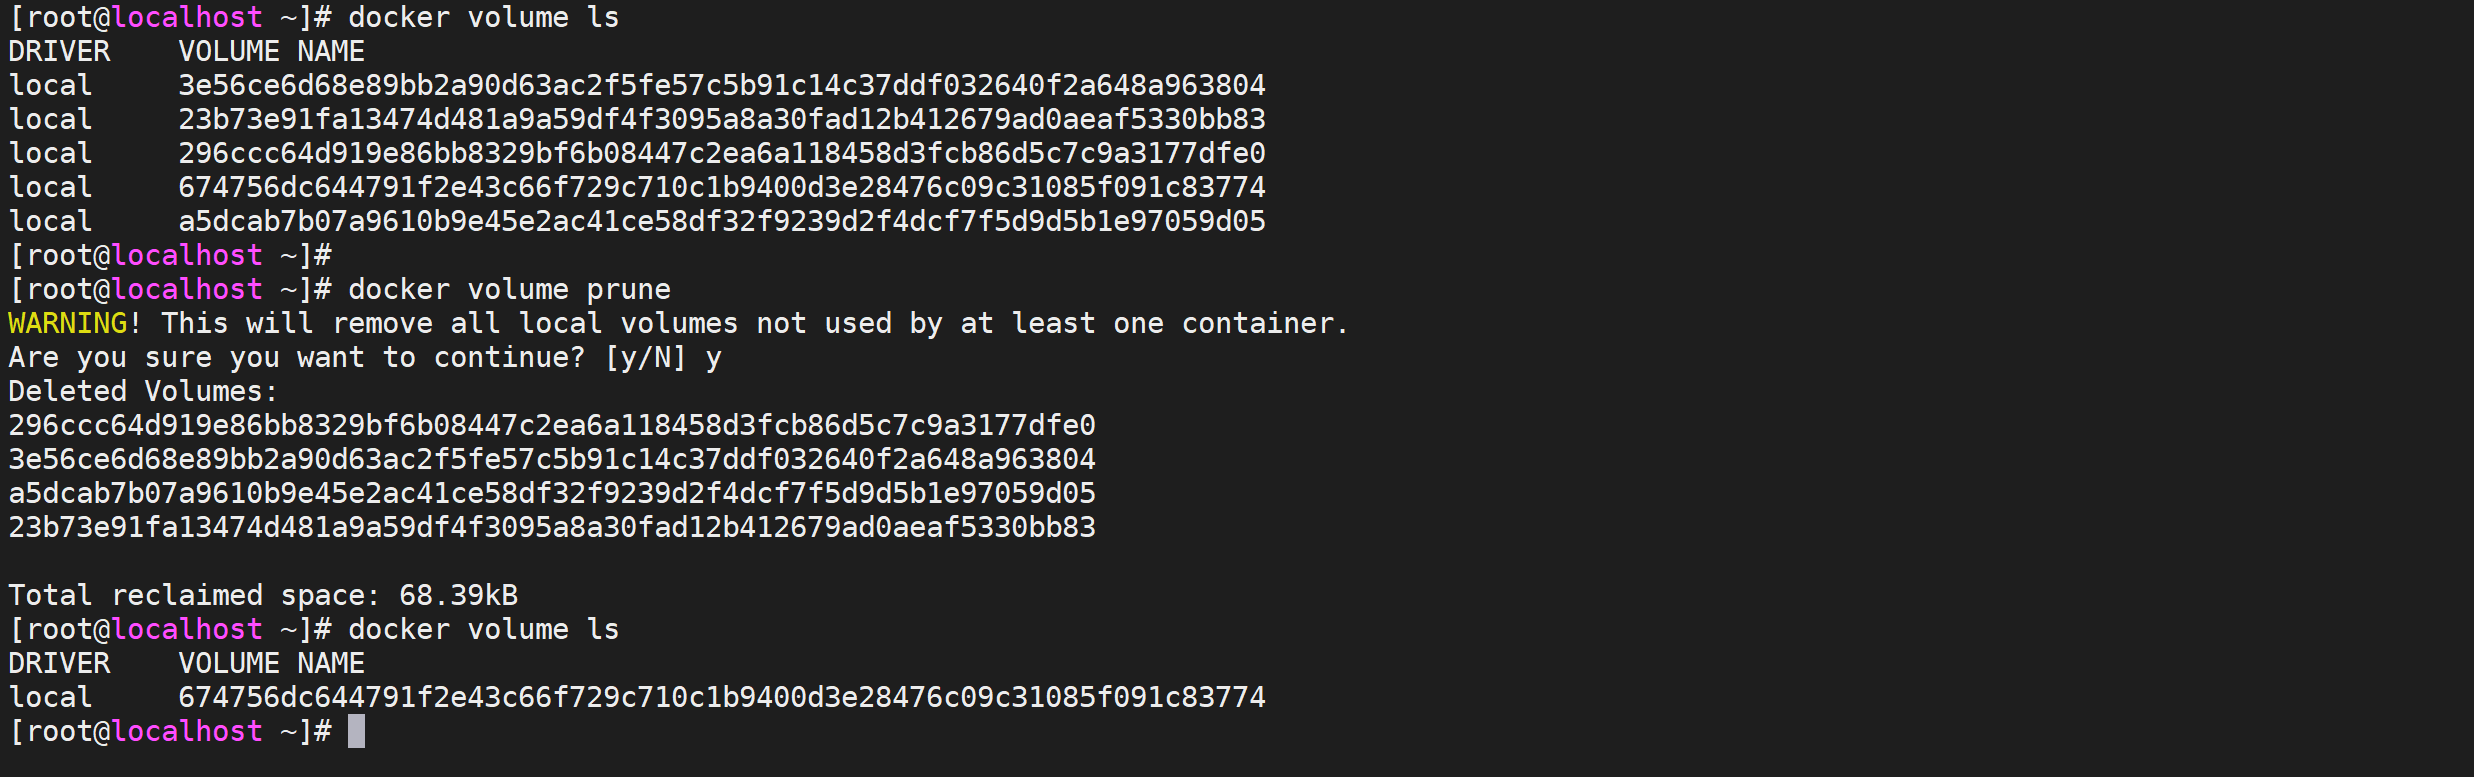 [root@localhost ~]# docker volume ls
DRIVER    VOLUME NAME
local     3e56ce6d68e89bb2a90d63ac2f5fe57c5b91c14c37ddf032640f2a648a963804
local     23b73e91fa13474d481a9a59df4f3095a8a30fad12b412679ad0aeaf5330bb83
local     296ccc64d919e86bb8329bf6b08447c2ea6a118458d3fcb86d5c7c9a3177dfe0
local     674756dc644791f2e43c66f729c710c1b9400d3e28476c09c31085f091c83774
local     a5dcab7b07a9610b9e45e2ac41ce58df32f9239d2f4dcf7f5d9d5b1e97059d05
[root@localhost ~]#
[root@localhost ~]# docker volume prune
WARNING! This will remove all local volumes not used by at least one container.
Are you sure you want to continue? [y/N] y
Deleted Volumes:
296ccc64d919e86bb8329bf6b08447c2ea6a118458d3fcb86d5c7c9a3177dfe0
3e56ce6d68e89bb2a90d63ac2f5fe57c5b91c14c37ddf032640f2a648a963804
a5dcab7b07a9610b9e45e2ac41ce58df32f9239d2f4dcf7f5d9d5b1e97059d05
23b73e91fa13474d481a9a59df4f3095a8a30fad12b412679ad0aeaf5330bb83

Total reclaimed space: 68.39kB
[root@localhost ~]# docker volume ls
DRIVER    VOLUME NAME
local     674756dc644791f2e43c66f729c710c1b9400d3e28476c09c31085f091c83774
[root@localhost ~]#